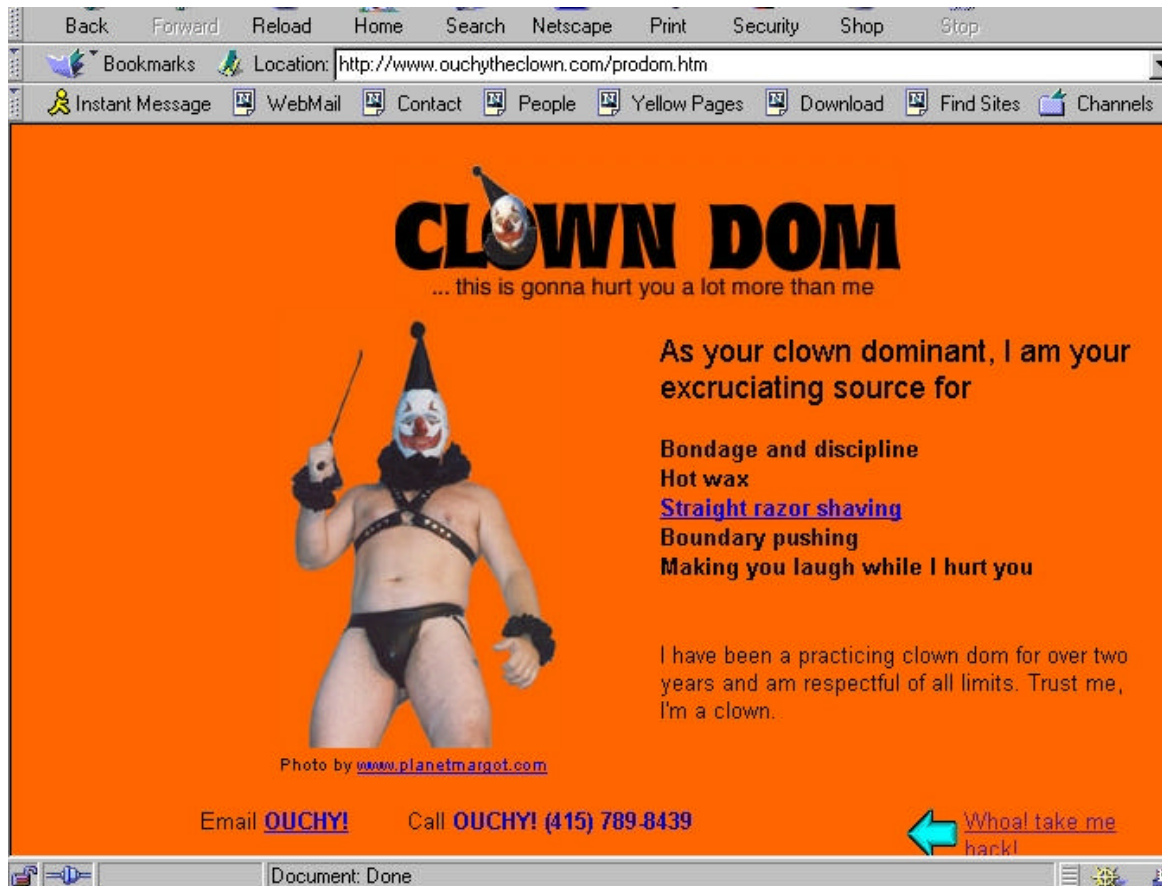 Back Forward Reload Home Search Netscape Print Security Shop Stop
Bookmarks Location: http://www.ouchytheclown.com/prodom.htm
Instant Message WebMail Contact People Yellow Pages Download Find Sites Channels
CLOWN DOM
... this is gonna hurt you a lot more than me
As your clown dominant, I am your
excruciating source for
Bondage and discipline
Hot wax
Straight razor shaving
Boundary pushing
Making you laugh while I hurt you
I have been a practicing clown dom for over two
years and am respectful of all limits. Trust me,
I'm a clown.
Photo by www.planetmargot.com
Email OUCHY! Call OUCHY! (415) 789-8439
Whoa! take me
back!
Document: Done